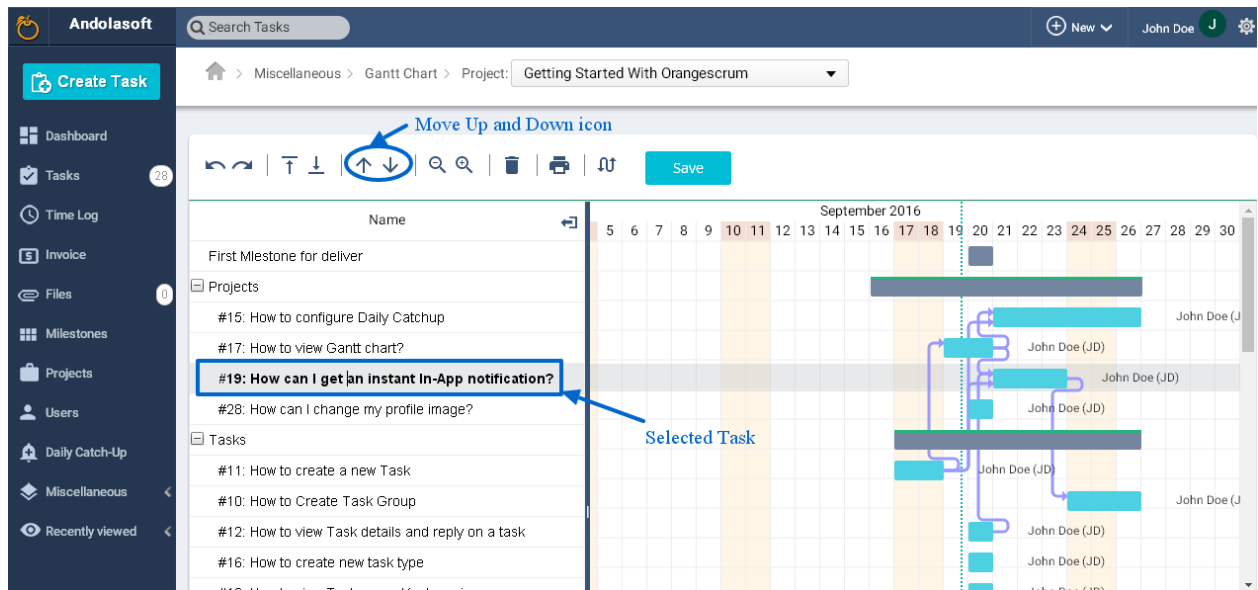 Andolasoft
Search Tasks
New
John Doe
J
Create Task
Miscellaneous > Gantt Chart > Project: Getting Started With Orangescrum
Dashboard
Tasks 28
Time Log
Invoice
Files 0
Milestones
Projects
Users
Daily Catch-Up
Miscellaneous
Recently viewed
Move Up and Down icon
Save
Name
September 2016
5 6 7 8 9 10 11 12 13 14 15 16 17 18 19 20 21 22 23 24 25 26 27 28 29 30
First Mlestone for deliver
Projects
#15: How to configure Daily Catchup
John Doe (J
#17: How to view Gantt chart?
John Doe (JD)
#19: How can I get an instant In-App notification?
John Doe (JD)
#28: How can I change my profile image?
John Doe (JD)
Selected Task
Tasks
#11: How to create a new Task
John Doe (JD)
#10: How to Create Task Group
John Doe (J
#12: How to view Task details and reply on a task
John Doe (JD)
#16: How to create new task type
John Doe (JD)